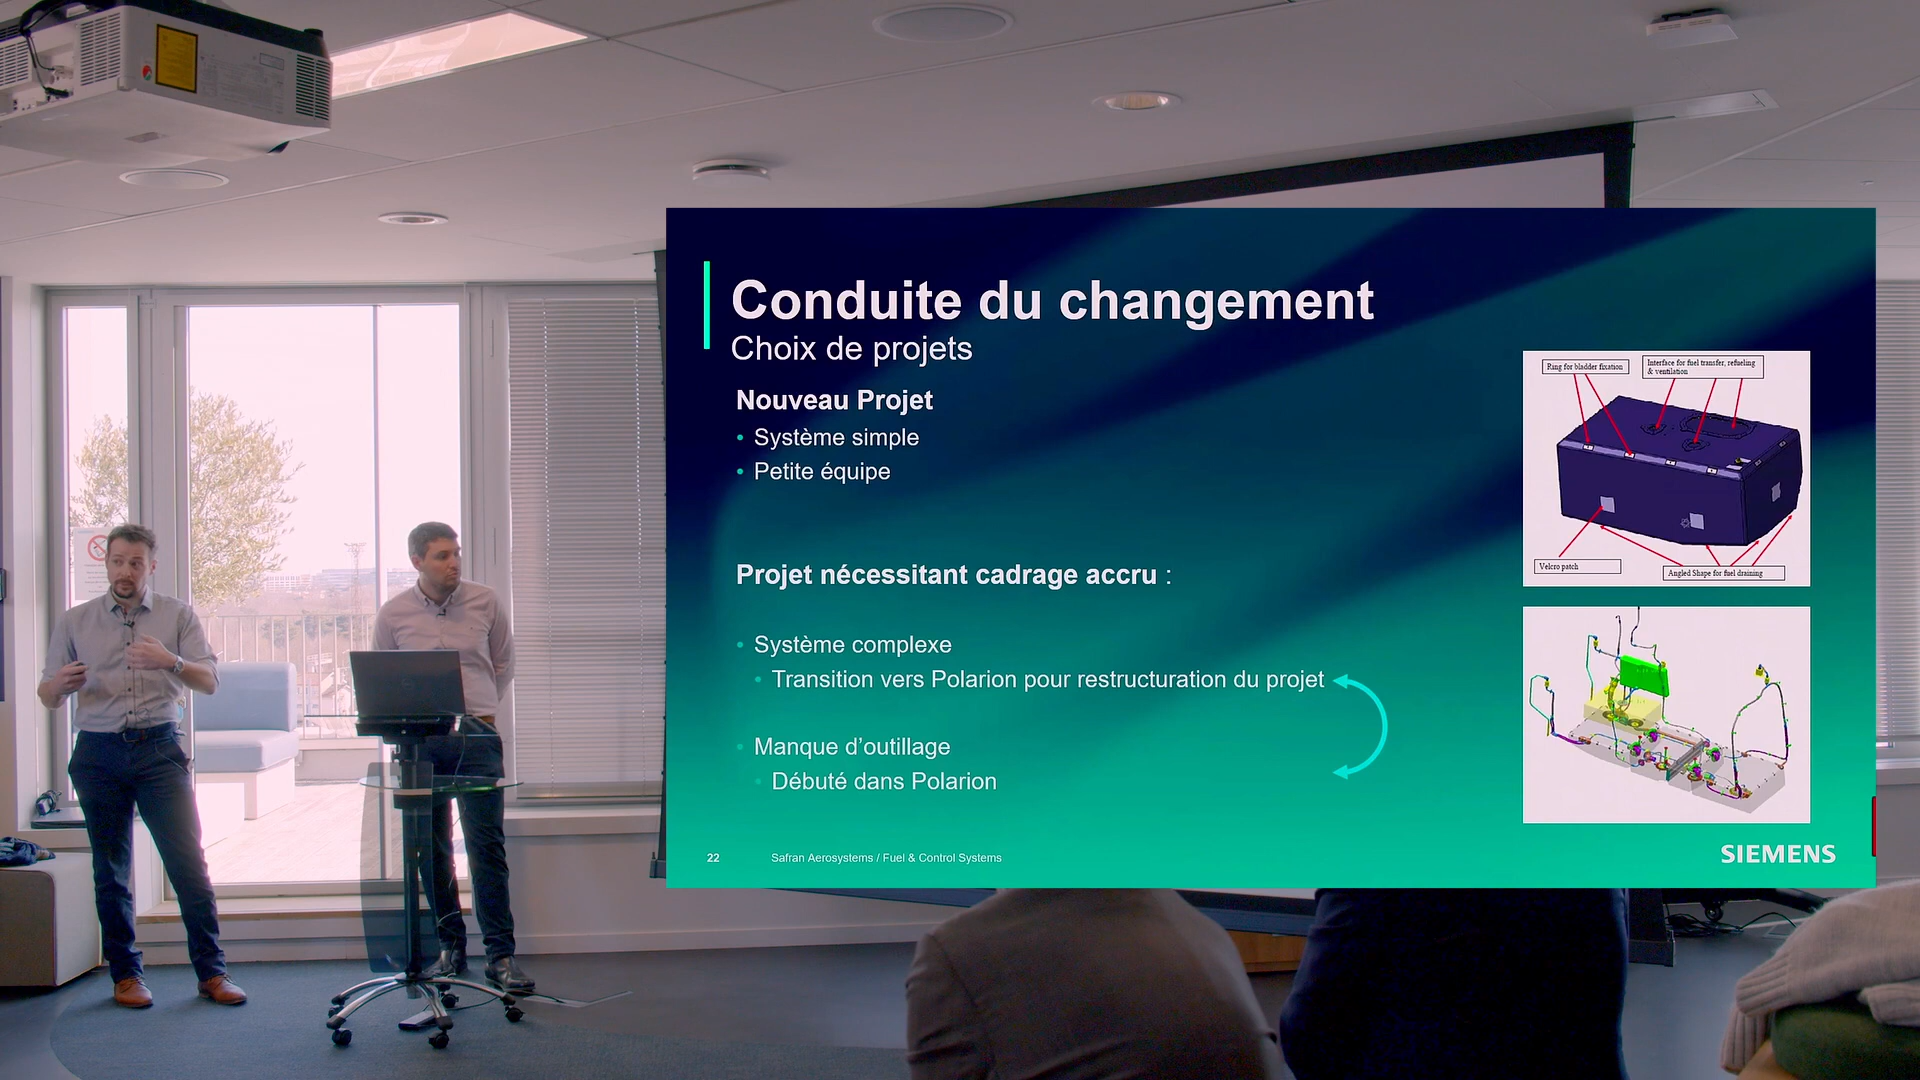 Conduite du changement
Choix de projets
Nouveau Projet
• Système simple
• Petite équipe
Projet nécessitant cadrage accru :
• Système complexe
• Transition vers Polarion pour restructuration du projet
• Manque d’outillage
• Débuté dans Polarion
Ring for bladder fixation
Interface for fuel transfer, refueling
& ventilation
Velcro patch
Angled Shape for fuel draining
22
Safran Aerosystems / Fuel & Control Systems
SIEMENS